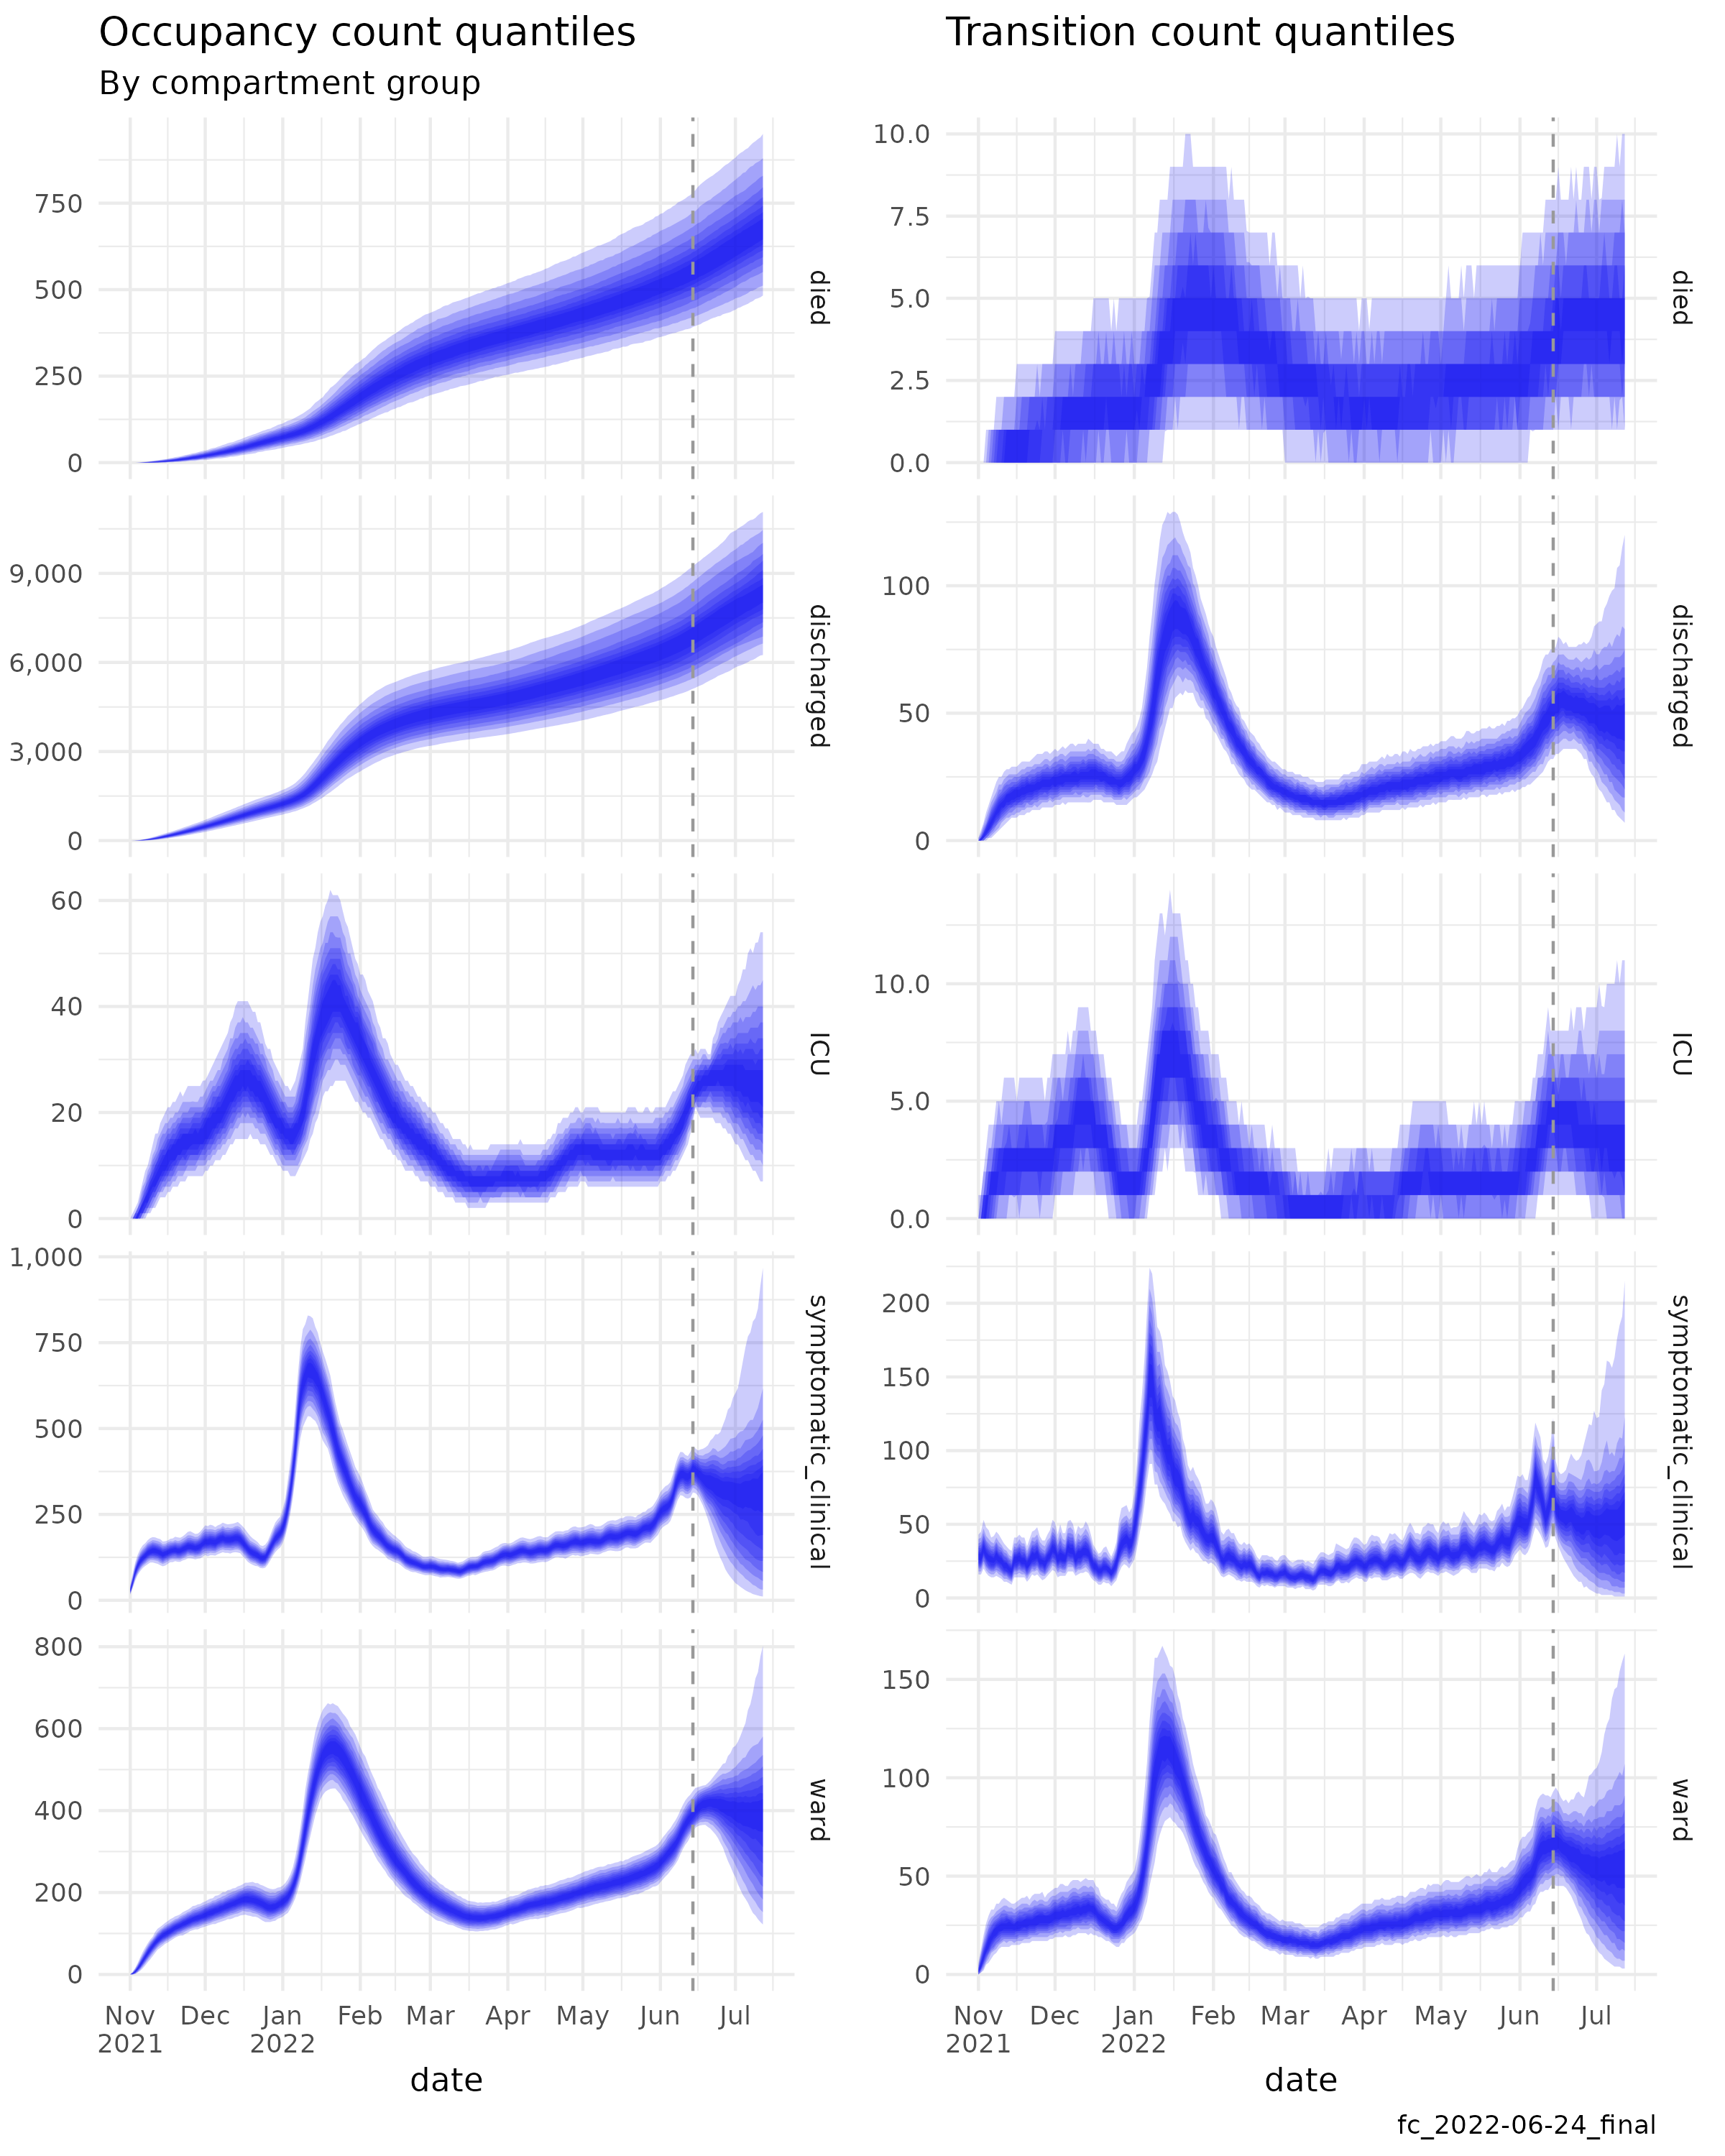 Occupancy count quantiles
By compartment group
750
500
250
0
died
9,000
6,000
3,000
0
discharged
60
40
20
0
ICU
1,000
750
500
250
0
symptomatic_clinical
800
600
400
200
0
ward
Nov Dec Jan Feb Mar Apr May Jun Jul
2021 2022
date
Transition count quantiles
10.0
7.5
5.0
2.5
0.0
died
100
50
0
discharged
10.0
5.0
0.0
ICU
200
150
100
50
0
symptomatic_clinical
150
100
50
0
ward
Nov Dec Jan Feb Mar Apr May Jun Jul
2021 2022
date
fc_2022-06-24_final